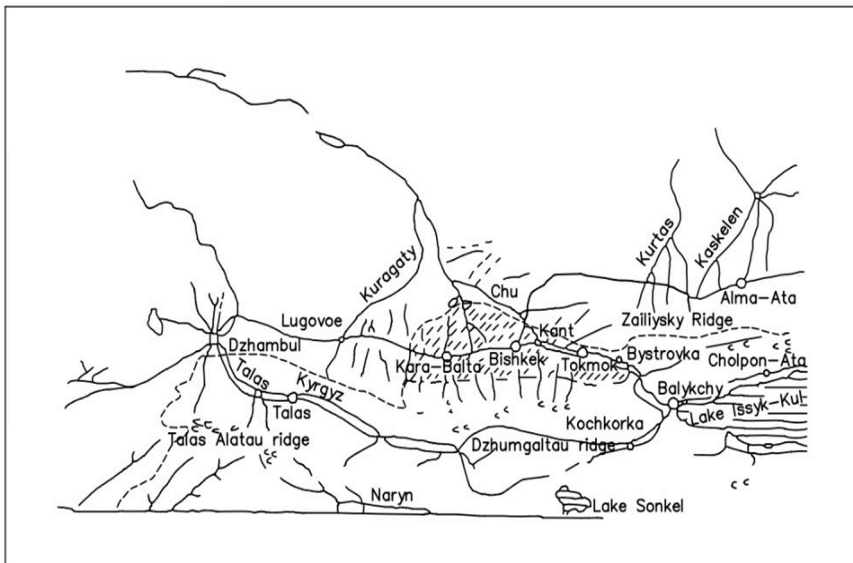 Kurtas
Kaskelen
Kuragaty
Chu
Alma-Ata
Lugovoe
Zailiysky Ridge
Kant
Dzhambul
Bishkek
Bystrovka
Kara-Balta
Tokmok
Cholpon-Ata
Talas
Kyrgyz
Balykchy
Talas
Lake Issyk-Kul
Kochkorka
Talas Alatau ridge
Dzhumgaltau ridge
Naryn
Lake Sonkel